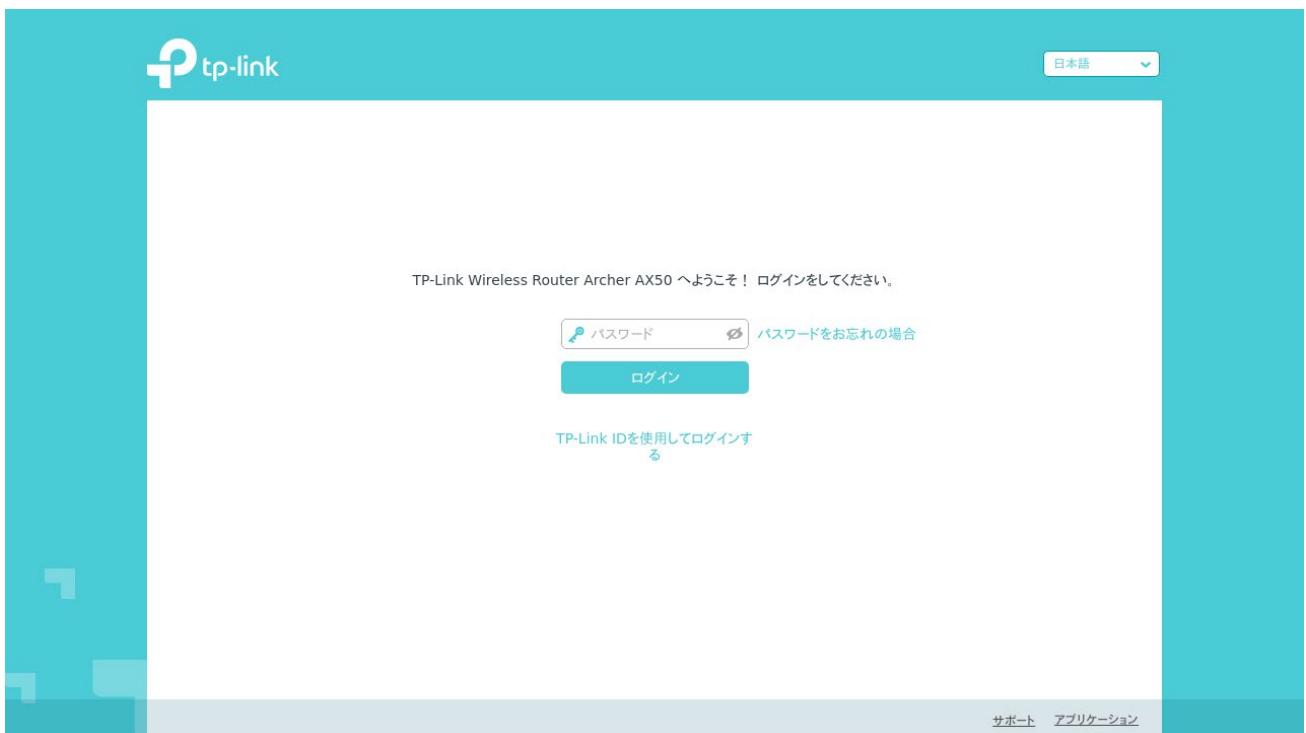 tp-link
日本語
TP-Link Wireless Router Archer AX50 へようこそ！ ログインをしてください。
パスワード
パスワードをお忘れの場合
ログイン
TP-Link IDを使用してログインす
る
サポート
アプリケーション